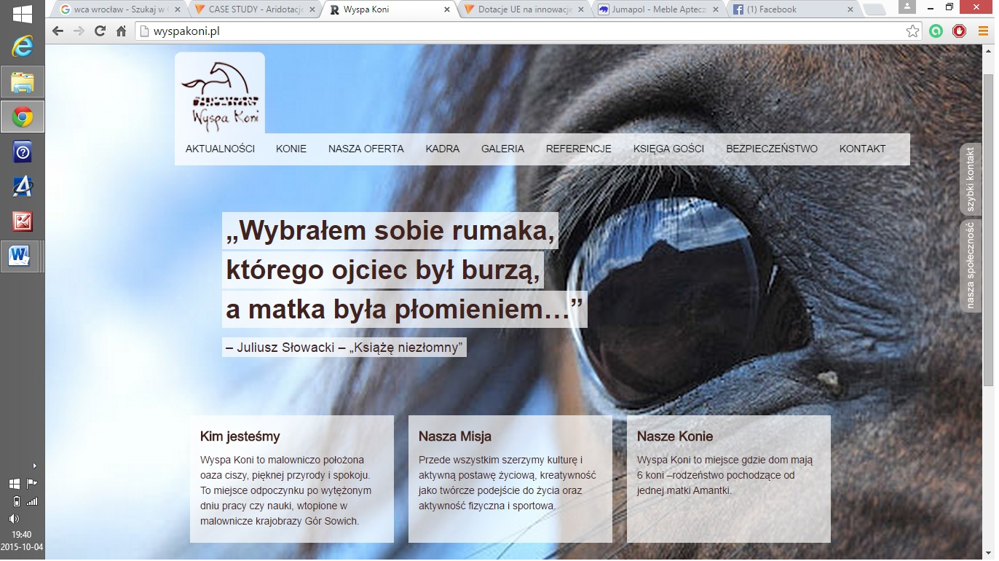 wca wrocław - Szukaj w
CASE STUDY - Aridotacje
Wyspa Koni
Dotacje UE na innowacje
Jumapol - Meble Aptecz
(1) Facebook
wyspakoni.pl
Wyspa Koni
AKTUALNOŚCI
KONIE
NASZA OFERTA
KADRA
GALERIA
REFERENCJE
KSIĘGA GOŚCI
BEZPIECZEŃSTWO
KONTAKT
szybki kontakt
nasza społeczność
„Wybrałem sobie rumaka,
którego ojciec był burzą,
a matka była płomieniem…”
– Juliusz Słowacki – „Książę niezłomny”
Kim jesteśmy
Wyspa Koni to malowniczo położona
oaza ciszy, pięknej przyrody i spokoju.
To miejsce odpoczynku po wytężonym
dniu pracy czy nauki, wtopione w
malownicze krajobrazy Gór Sowich.
Nasza Misja
Przede wszystkim szerzymy kulturę i
aktywną postawę życiową, kreatywność
jako twórcze podejście do życia oraz
aktywność fizyczna i sportowa.
Nasze Konie
Wyspa Koni to miejsce gdzie dom mają
6 koni –rodzeństwo pochodzące od
jednej matki Amantki.
19:40
2015-10-04